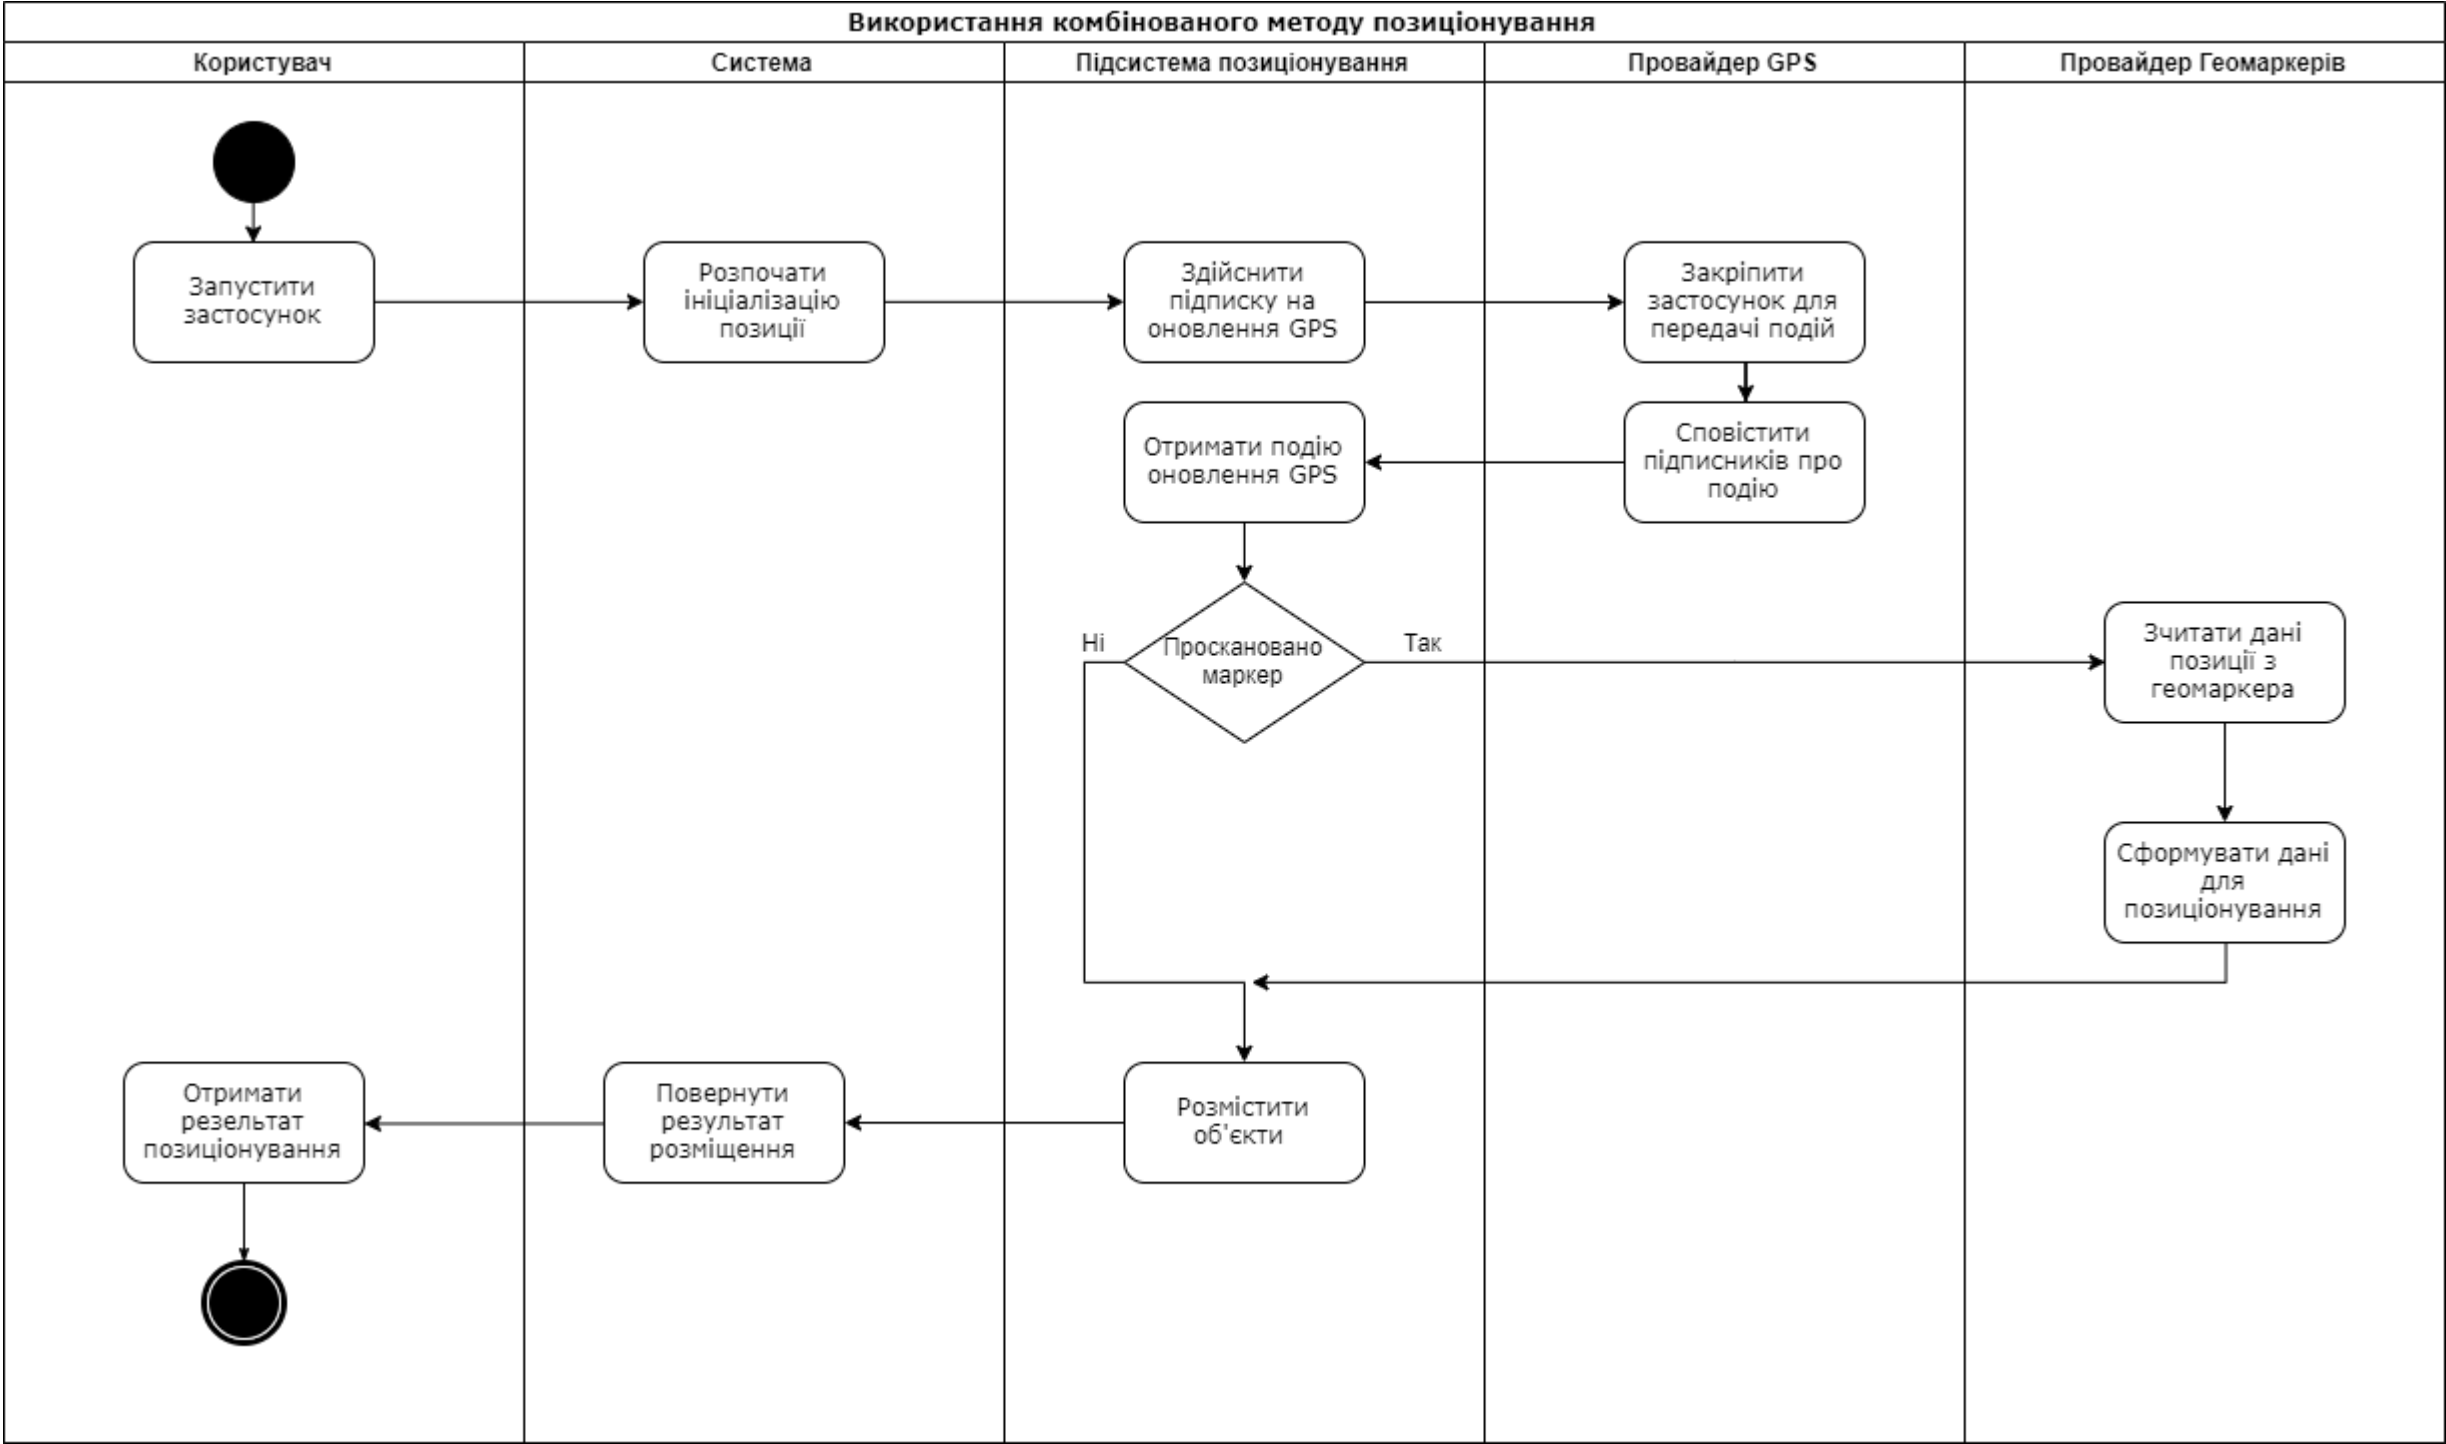 Використання комбінованого методу позиціонування
Користувач
Система
Підсистема позиціонування
Провайдер GPS
Провайдер Геомаркерів
Запустити
застосунок
Розпочати
ініціалізацію
позиції
Здійснити
підписку на
оновлення GPS
Закріпити
застосунок для
передачі подій
Отримати подію
оновлення GPS
Сповістити
підписників про
подію
Ні
Проскановано
маркер
Так
Зчитати дані
позиції з
геомаркера
Сформувати дані
для
позиціонування
Отримати
резельтат
позиціонування
Повернути
результат
розміщення
Розмістити
об'єкти